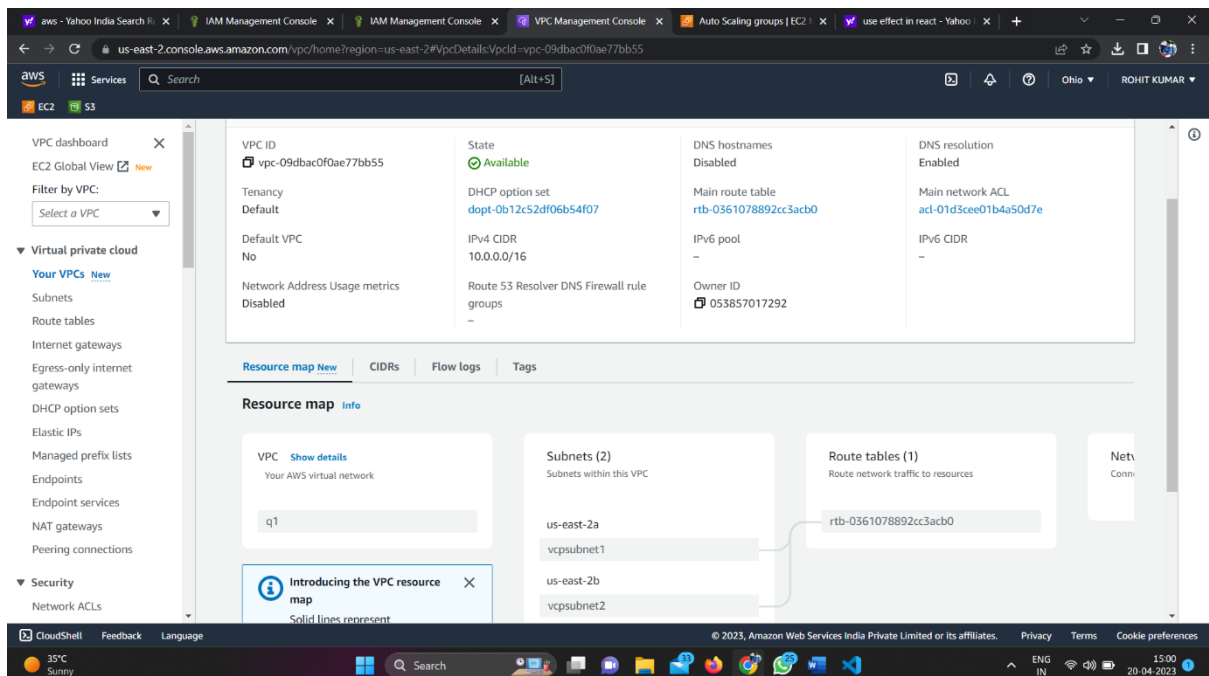 aws - Yahoo India Search Re
IAM Management Console
IAM Management Console
VPC Management Console
Auto Scaling groups | EC2
use effect in react - Yahoo
us-east-2.console.aws.amazon.com/vpc/home?region=us-east-2#VpcDetails:VpcId=vpc-09dbac0f0ae77bb55
aws
Services
Search
[Alt+S]
Ohio
ROHIT KUMAR
EC2
S3
VPC dashboard
EC2 Global View New
Filter by VPC:
Select a VPC
Virtual private cloud
Your VPCs New
Subnets
Route tables
Internet gateways
Egress-only internet
gateways
DHCP option sets
Elastic IPs
Managed prefix lists
Endpoints
Endpoint services
NAT gateways
Peering connections
Security
Network ACLs
VPC ID
vpc-09dbac0f0ae77bb55
State
Available
DNS hostnames
Disabled
DNS resolution
Enabled
Tenancy
Default
DHCP option set
dopt-0b12c52df06b54f07
Main route table
rtb-0361078892cc3acb0
Main network ACL
acl-01d3cee01b4a50d7e
Default VPC
No
IPv4 CIDR
10.0.0.0/16
IPv6 pool
–
IPv6 CIDR
–
Network Address Usage metrics
Disabled
Route 53 Resolver DNS Firewall rule
groups
–
Owner ID
053857017292
Resource map New
CIDRs
Flow logs
Tags
Resource map Info
VPC Show details
Your AWS virtual network
q1
Introducing the VPC resource
map
Solid lines represent
Subnets (2)
Subnets within this VPC
us-east-2a
vcpsubnet1
us-east-2b
vcpsubnet2
Route tables (1)
Route network traffic to resources
rtb-0361078892cc3acb0
Netv
Conn
CloudShell
Feedback
Language
© 2023, Amazon Web Services India Private Limited or its affiliates.
Privacy
Terms
Cookie preferences
35°C
Sunny
Search
33
ENG
IN
15:00
20-04-2023
1